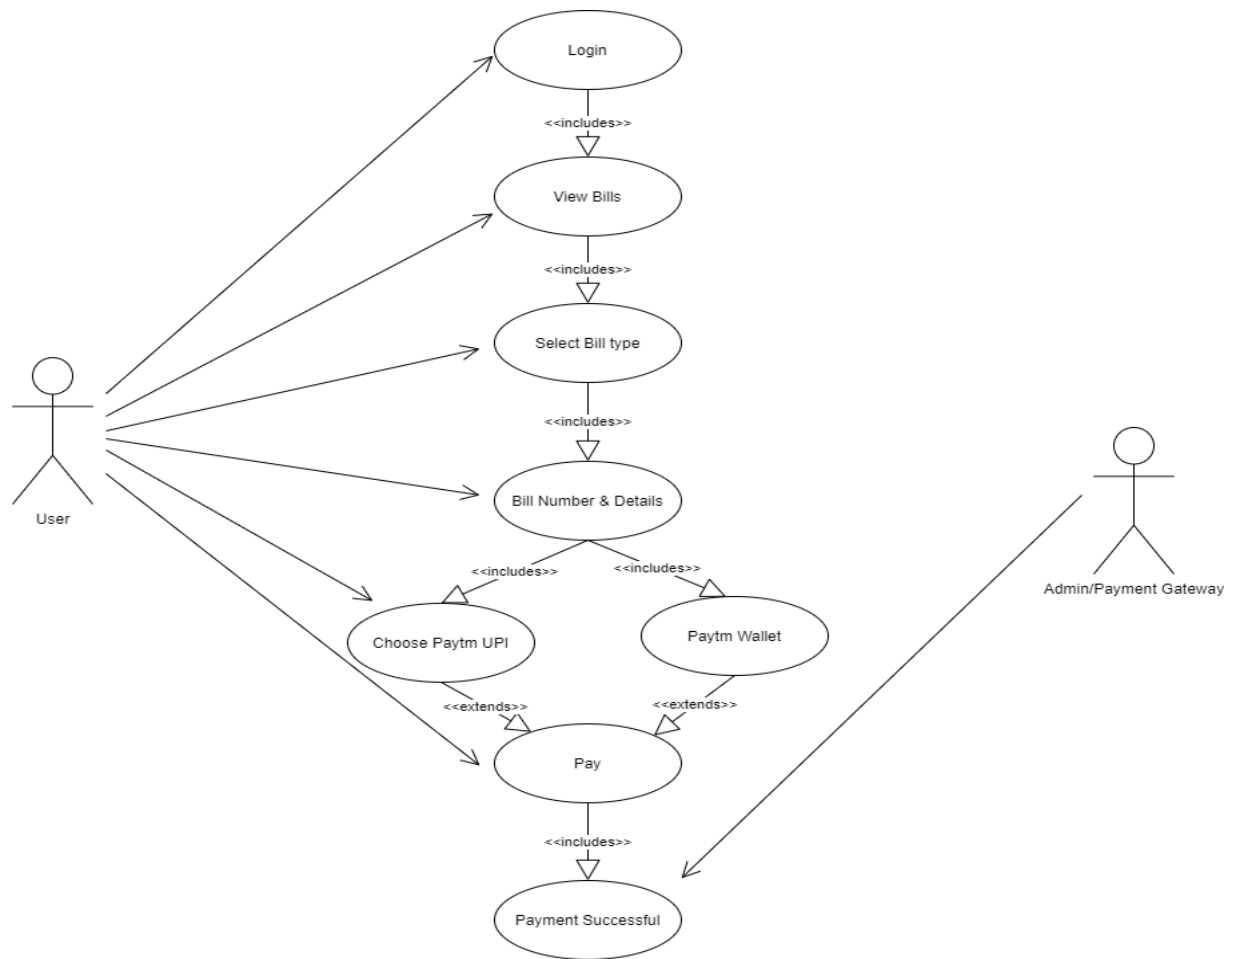 Login
<<includes>>
View Bills
<<includes>>
Select Bill type
<<includes>>
Bill Number & Details
User
<<includes>>
<<includes>>
Admin/Payment Gateway
Choose Paytm UPI
Paytm Wallet
<<extends>>
<<extends>>
Pay
<<includes>>
Payment Successful